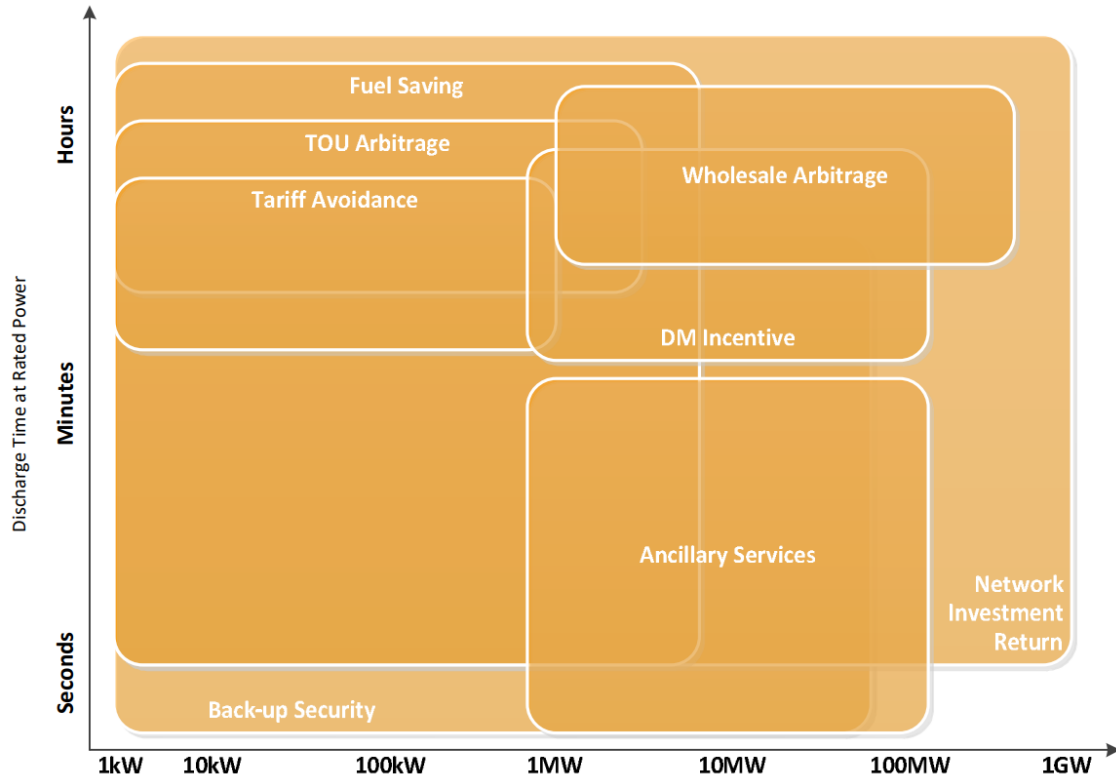 Fuel Saving
TOU Arbitrage
Wholesale Arbitrage
Tariff Avoidance
DM Incentive
Ancillary Services
Network
Investment
Return
Back-up Security
Discharge Time at Rated Power
Hours
Minutes
Seconds
1kW 10kW 100kW 1MW 10MW 100MW 1GW